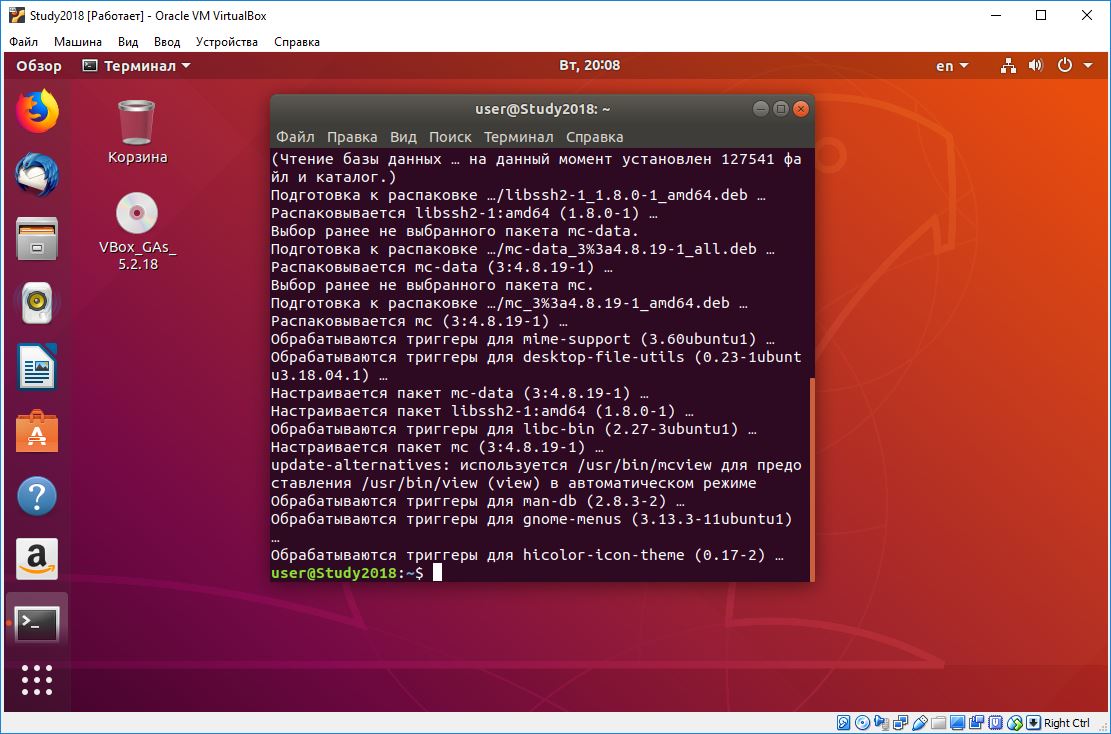 Study2018 [Работает] - Oracle VM VirtualBox
Файл Машина Вид Ввод Устройства Справка
Обзор Терминал Вт, 20:08 en
Корзина
VBox_GAs_
5.2.18
user@Study2018: ~
Файл Правка Вид Поиск Терминал Справка
(Чтение базы данных … на данный момент установлен 127541 фа
йл и каталог.)
Подготовка к распаковке …/libssh2-1_1.8.0-1_amd64.deb …
Распаковывается libssh2-1:amd64 (1.8.0-1) …
Выбор ранее не выбранного пакета mc-data.
Подготовка к распаковке …/mc-data_3%3a4.8.19-1_all.deb …
Распаковывается mc-data (3:4.8.19-1) …
Выбор ранее не выбранного пакета mc.
Подготовка к распаковке …/mc_3%3a4.8.19-1_amd64.deb …
Распаковывается mc (3:4.8.19-1) …
Обрабатываются триггеры для mime-support (3.60ubuntu1) …
Обрабатываются триггеры для desktop-file-utils (0.23-1ubunt
u3.18.04.1) …
Настраивается пакет mc-data (3:4.8.19-1) …
Настраивается пакет libssh2-1:amd64 (1.8.0-1) …
Обрабатываются триггеры для libc-bin (2.27-3ubuntu1) …
Настраивается пакет mc (3:4.8.19-1) …
update-alternatives: используется /usr/bin/mcview для предо
ставления /usr/bin/view (view) в автоматическом режиме
Обрабатываются триггеры для man-db (2.8.3-2) …
Обрабатываются триггеры для gnome-menus (3.13.3-11ubuntu1)
…
Обрабатываются триггеры для hicolor-icon-theme (0.17-2) …
user@Study2018:~$
Right Ctrl